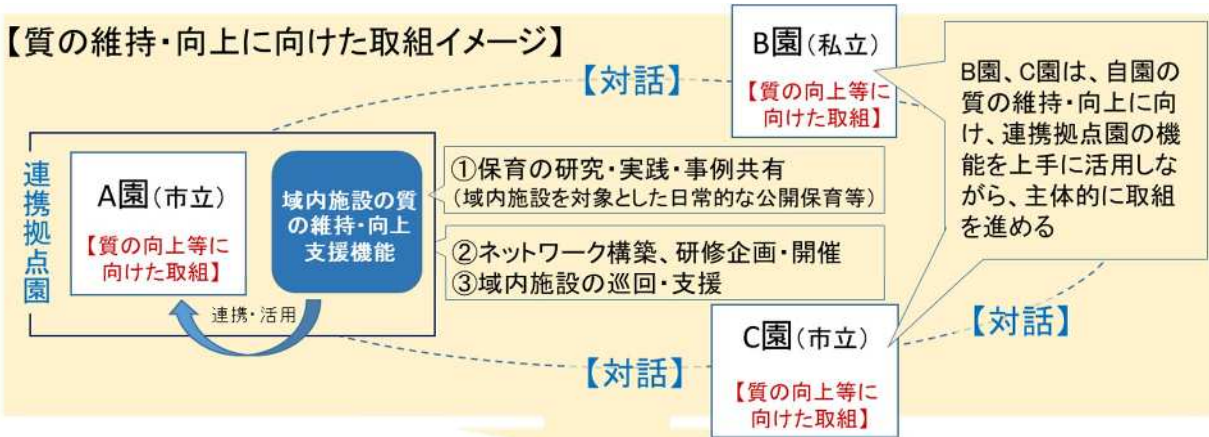 【質の維持・向上に向けた取組イメージ】
連携拠点園
A園(市立)
【質の向上等に
向けた取組】
域内施設の質
の維持・向上
支援機能
連携・活用
①保育の研究・実践・事例共有
(域内施設を対象とした日常的な公開保育等)
②ネットワーク構築、研修企画・開催
③域内施設の巡回・支援
【対話】
B園(私立)
【質の向上等に
向けた取組】
B園、C園は、自園の
質の維持・向上に向
け、連携拠点園の機
能を上手に活用しな
がら、主体的に取組
を進める
【対話】
C園(市立)
【質の向上等に
向けた取組】
【対話】